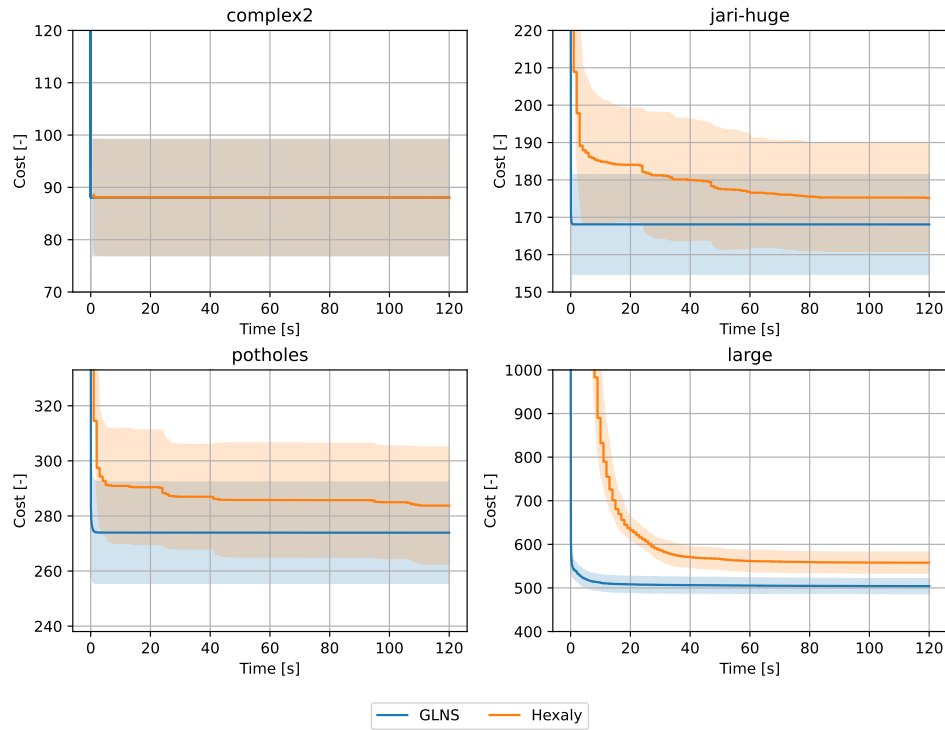 complex2
jari-huge
120
110
100
90
80
70
Cost [-]
0 20 40 60 80 100 120
Time [s]
220
210
200
190
180
170
160
150
Cost [-]
0 20 40 60 80 100 120
Time [s]
potholes
large
320
300
280
260
240
Cost [-]
0 20 40 60 80 100 120
Time [s]
1000
900
800
700
600
500
400
Cost [-]
0 20 40 60 80 100 120
Time [s]
GLNS Hexaly